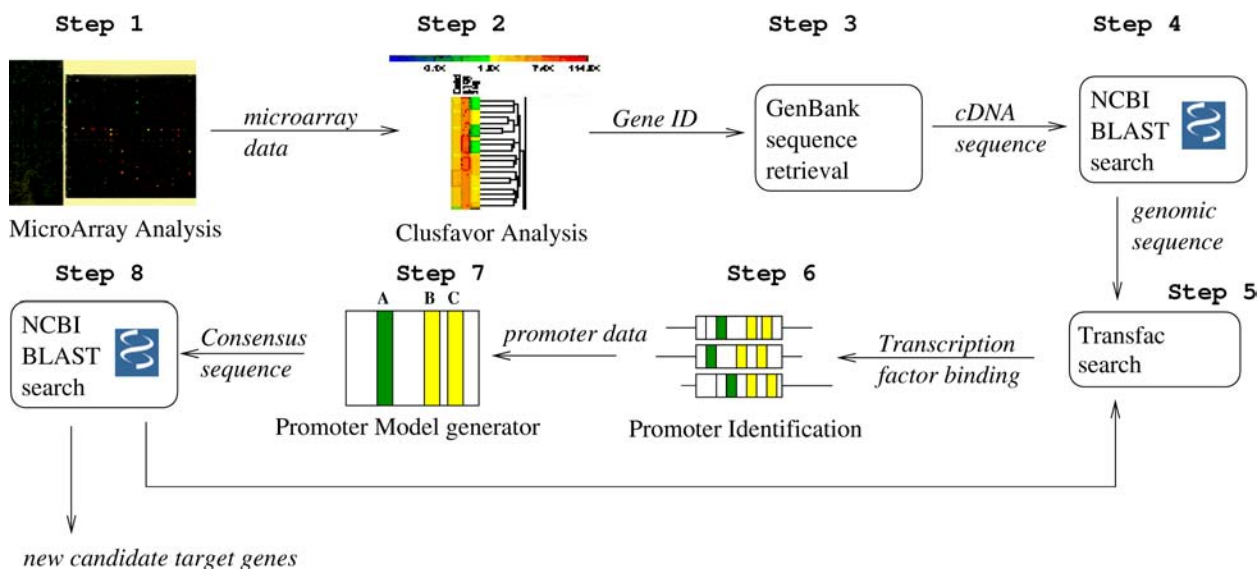 Step 1
Step 2
Step 3
Step 4
1.0X
microarray
data
Gene ID
GenBank
sequence
retrieval
cDNA
sequence
NCBI
BLAST
search
MicroArray Analysis
Clusfavor Analysis
genomic
sequence
Step 8
Step 7
Step 6
Step 5
NCBI
BLAST
search
Consensus
sequence
A B C
promoter data
Transcription
factor binding
Transfac
search
Promoter Model generator
Promoter Identification
new candidate target genes